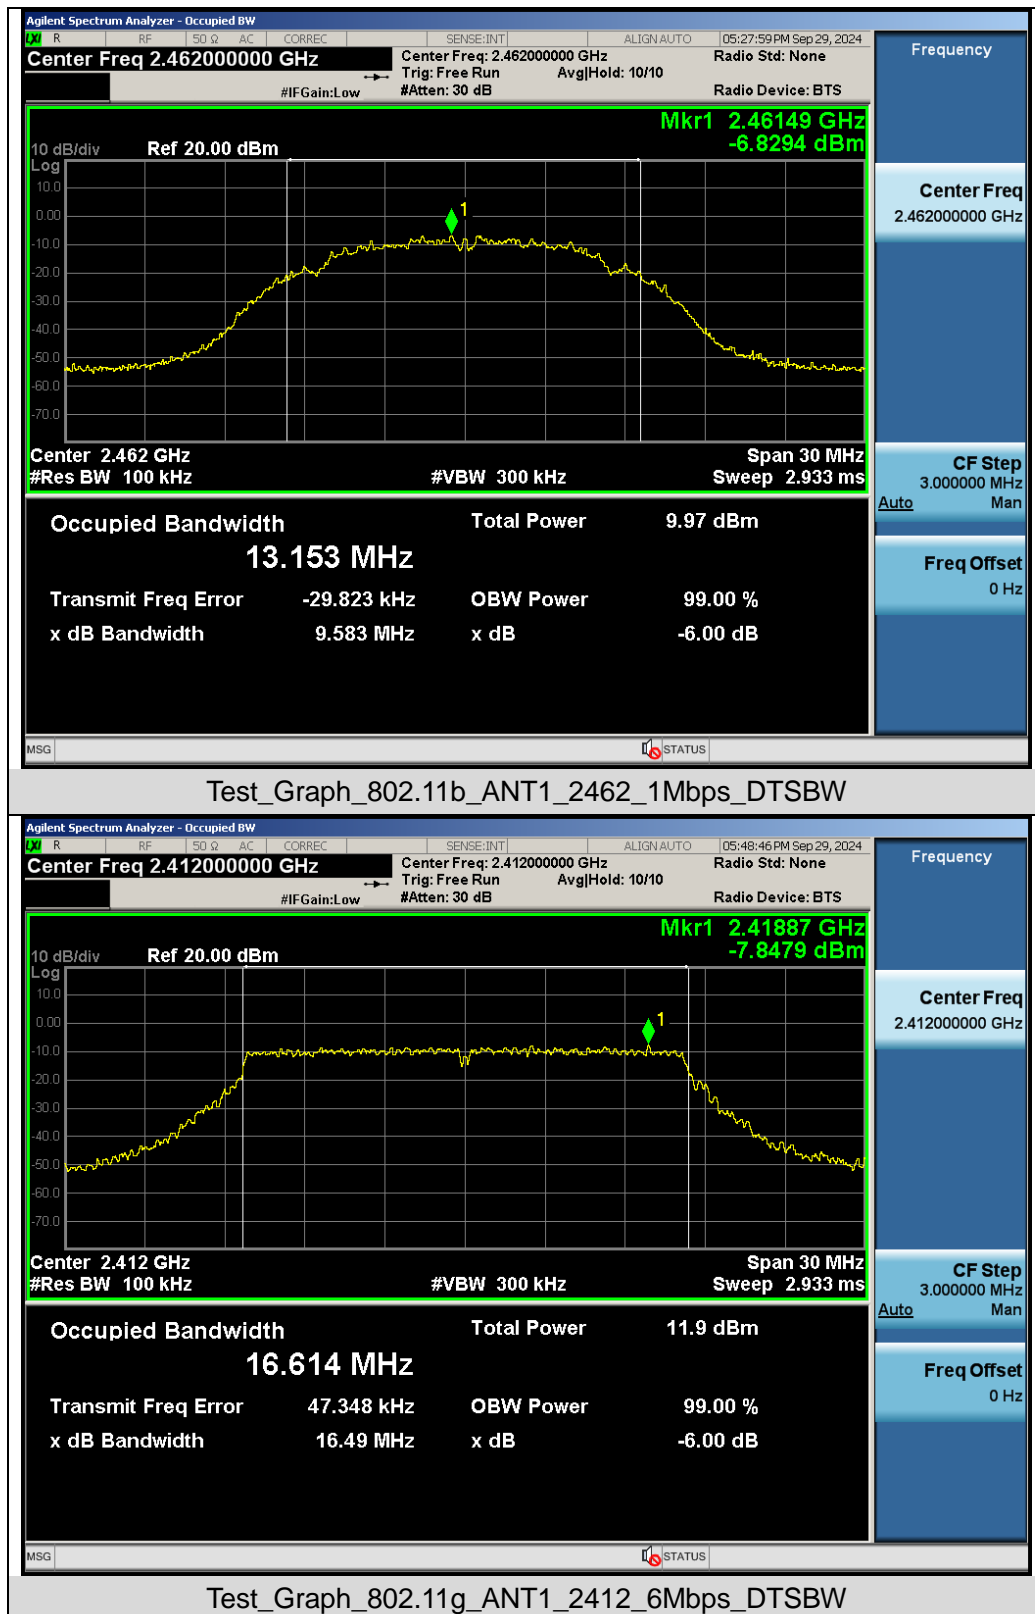 Agilent Spectrum Analyzer - Occupied BW
LXI R RF 50 Ω AC CORREC SENSE:INT ALIGN AUTO 05:27:59 PM Sep 29, 2024
Center Freq 2.462000000 GHz
Center Freq: 2.462000000 GHz Radio Std: None
Trig: Free Run Avg|Hold: 10/10
#IFGain:Low #Atten: 30 dB Radio Device: BTS
Frequency
Mkr1 2.46149 GHz
-6.8294 dBm
10 dB/div Ref 20.00 dBm
Log
10.0
0.00
-10.0
-20.0
-30.0
-40.0
-50.0
-60.0
-70.0
1
Center Freq
2.462000000 GHz
Center 2.462 GHz Span 30 MHz
#Res BW 100 kHz #VBW 300 kHz Sweep 2.933 ms
CF Step
3.000000 MHz
Auto Man
Occupied Bandwidth Total Power 9.97 dBm
13.153 MHz
Transmit Freq Error -29.823 kHz OBW Power 99.00 %
x dB Bandwidth 9.583 MHz x dB -6.00 dB
Freq Offset
0 Hz
MSG STATUS
Test_Graph_802.11b_ANT1_2462_1Mbps_DTSBW
Agilent Spectrum Analyzer - Occupied BW
LXI R RF 50 Ω AC CORREC SENSE:INT ALIGN AUTO 05:48:46 PM Sep 29, 2024
Center Freq 2.412000000 GHz
Center Freq: 2.412000000 GHz Radio Std: None
Trig: Free Run Avg|Hold: 10/10
#IFGain:Low #Atten: 30 dB Radio Device: BTS
Frequency
Mkr1 2.41887 GHz
-7.8479 dBm
10 dB/div Ref 20.00 dBm
Log
10.0
0.00
-10.0
-20.0
-30.0
-40.0
-50.0
-60.0
-70.0
1
Center Freq
2.412000000 GHz
Center 2.412 GHz Span 30 MHz
#Res BW 100 kHz #VBW 300 kHz Sweep 2.933 ms
CF Step
3.000000 MHz
Auto Man
Occupied Bandwidth Total Power 11.9 dBm
16.614 MHz
Transmit Freq Error 47.348 kHz OBW Power 99.00 %
x dB Bandwidth 16.49 MHz x dB -6.00 dB
Freq Offset
0 Hz
MSG STATUS
Test_Graph_802.11g_ANT1_2412_6Mbps_DTSBW